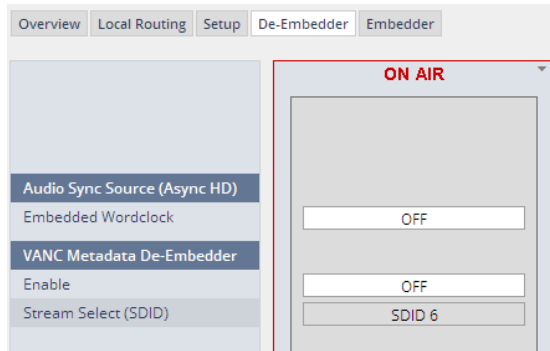 Overview Local Routing Setup De-Embedder Embedder
ON AIR
Audio Sync Source (Async HD)
Embedded Wordclock OFF
VANC Metadata De-Embedder
Enable OFF
Stream Select (SDID) SDID 6